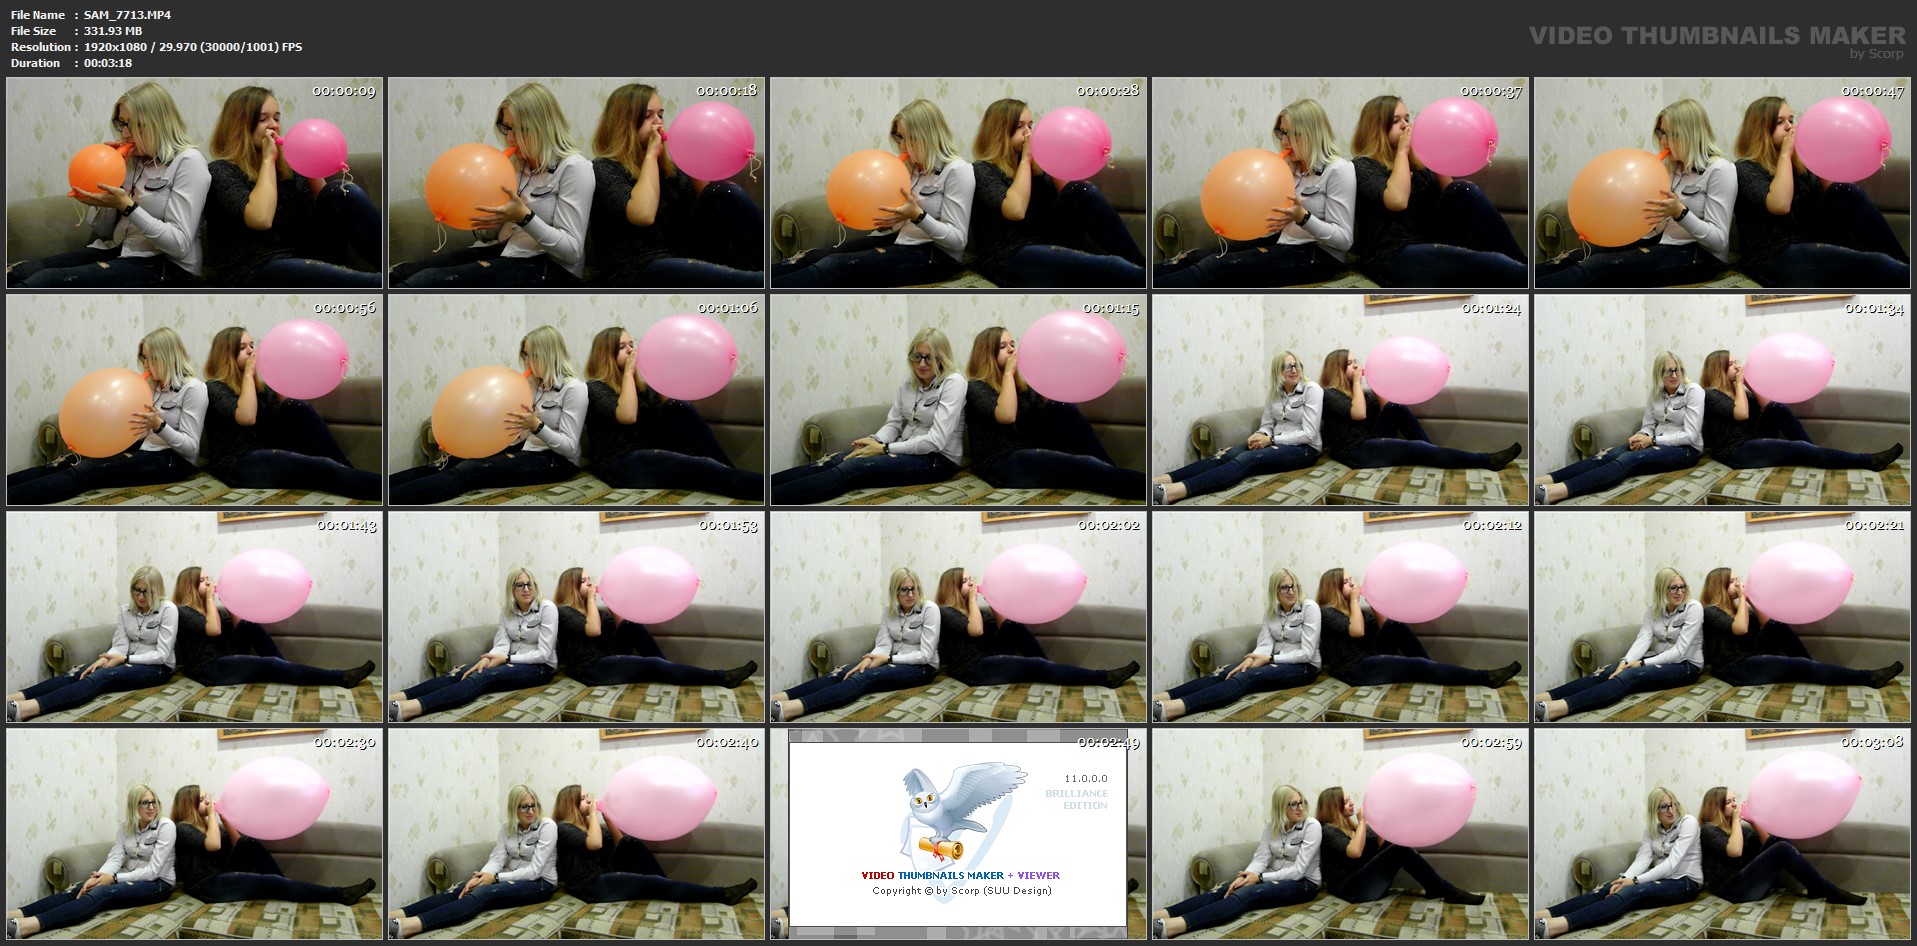 File Name : SAM_7713.MP4
File Size : 331.93 MB
Resolution : 1920x1080 / 29.970 (30000/1001) FPS
Duration : 00:03:18
VIDEO THUMBNAILS MAKER
by Scorp
00:00:09
00:00:18
00:00:28
00:00:37
00:00:47
00:00:56
00:01:06
00:01:15
00:01:24
00:01:34
00:01:43
00:01:53
00:02:02
00:02:12
00:02:21
00:02:30
00:02:40
00:02:49
11.0.0.0
BRILLIANCE
EDITION
VIDEO THUMBNAILS MAKER + VIEWER
Copyright © by Scorp (SUU Design)
00:02:59
00:03:08